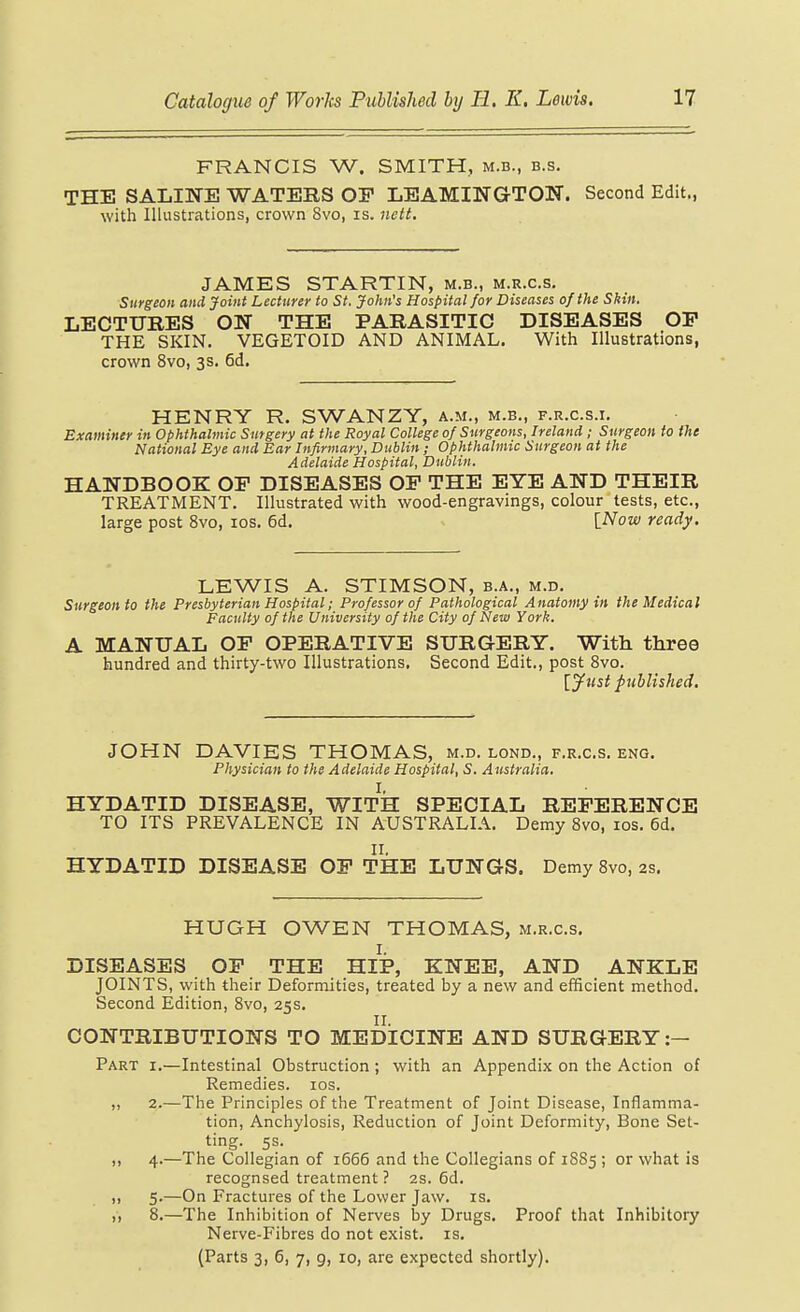 Catalogue of Works Published by H. K. Lewis. 17
FRANCIS W. SMITH, M.B., B.S.
THE SALINE WATERS OF LEAMINGTON. Second Edit.,
with Illustrations, crown 8vo, 1s. nett.
JAMES STARTIN, M.B., M.R.C.S.
Surgeon and Joint Lecturer to St. John's Hospital for Diseases of the Skin.
LECTURES ON THE PARASITIC DISEASES OF
THE SKIN. VEGETOID AND ANIMAL. With Illustrations,
crown 8vo, 3s. 6d.
HENRY R. SWANZY, A.M., M.B., F.R.C.S.I.
Examiner in Ophthalmic Surgery at the Royal College of Surgeons, Ireland; Surgeon to the
National Eye and Ear Infirmary, Dublin; Ophthalmic Surgeon at the
Adelaide Hospital, Dublin.
HANDBOOK OF DISEASES OF THE EYE AND THEIR
TREATMENT. Illustrated with wood-engravings, colour tests, etc.,
large post 8vo, 10s. 6d. [Now ready.
LEWIS A. STIMSON, B.A., M.D.
Surgeon to the Presbyterian Hospital; Professor of Pathological Anatomy in the Medical
Faculty of the University of the City of New York.
A MANUAL OF OPERATIVE SURGERY. With three
hundred and thirty-two Illustrations. Second Edit., post 8vo.
[Just published.
JOHN DAVIES THOMAS, M.D. LOND., F.R.C.S. ENG.
Physician to the Adelaide Hospital, S. Australia.
I.
HYDATID DISEASE, WITH SPECIAL REFERENCE
TO ITS PREVALENCE IN AUSTRALIA. Demy 8vo, 10s. 6d.
II.
HYDATID DISEASE OF THE LUNGS. Demy 8vo, 2s.
HUGH OWEN THOMAS, M.R.C.S.
I.
DISEASES OF THE HIP, KNEE, AND ANKLE
JOINTS, with their Deformities, treated by a new and efficient method.
Second Edition, 8vo, 25s.
II.
CONTRIBUTIONS TO MEDICINE AND SURGERY:—
PART 1.—Intestinal Obstruction; with an Appendix on the Action of
Remedies. 10s.
„ 2.—The Principles of the Treatment of Joint Disease, Inflamma-
tion, Anchylosis, Reduction of Joint Deformity, Bone Set-
ting. 5s.
„ 4.—The Collegian of 1666 and the Collegians of 1885; or what is
recognsed treatment? 2s. 6d.
„ 5.—On Fractures of the Lower Jaw. 1s.
„ 8.—The Inhibition of Nerves by Drugs. Proof that Inhibitory
Nerve-Fibres do not exist. 1s.
(Parts 3, 6, 7, 9, 10, are expected shortly).